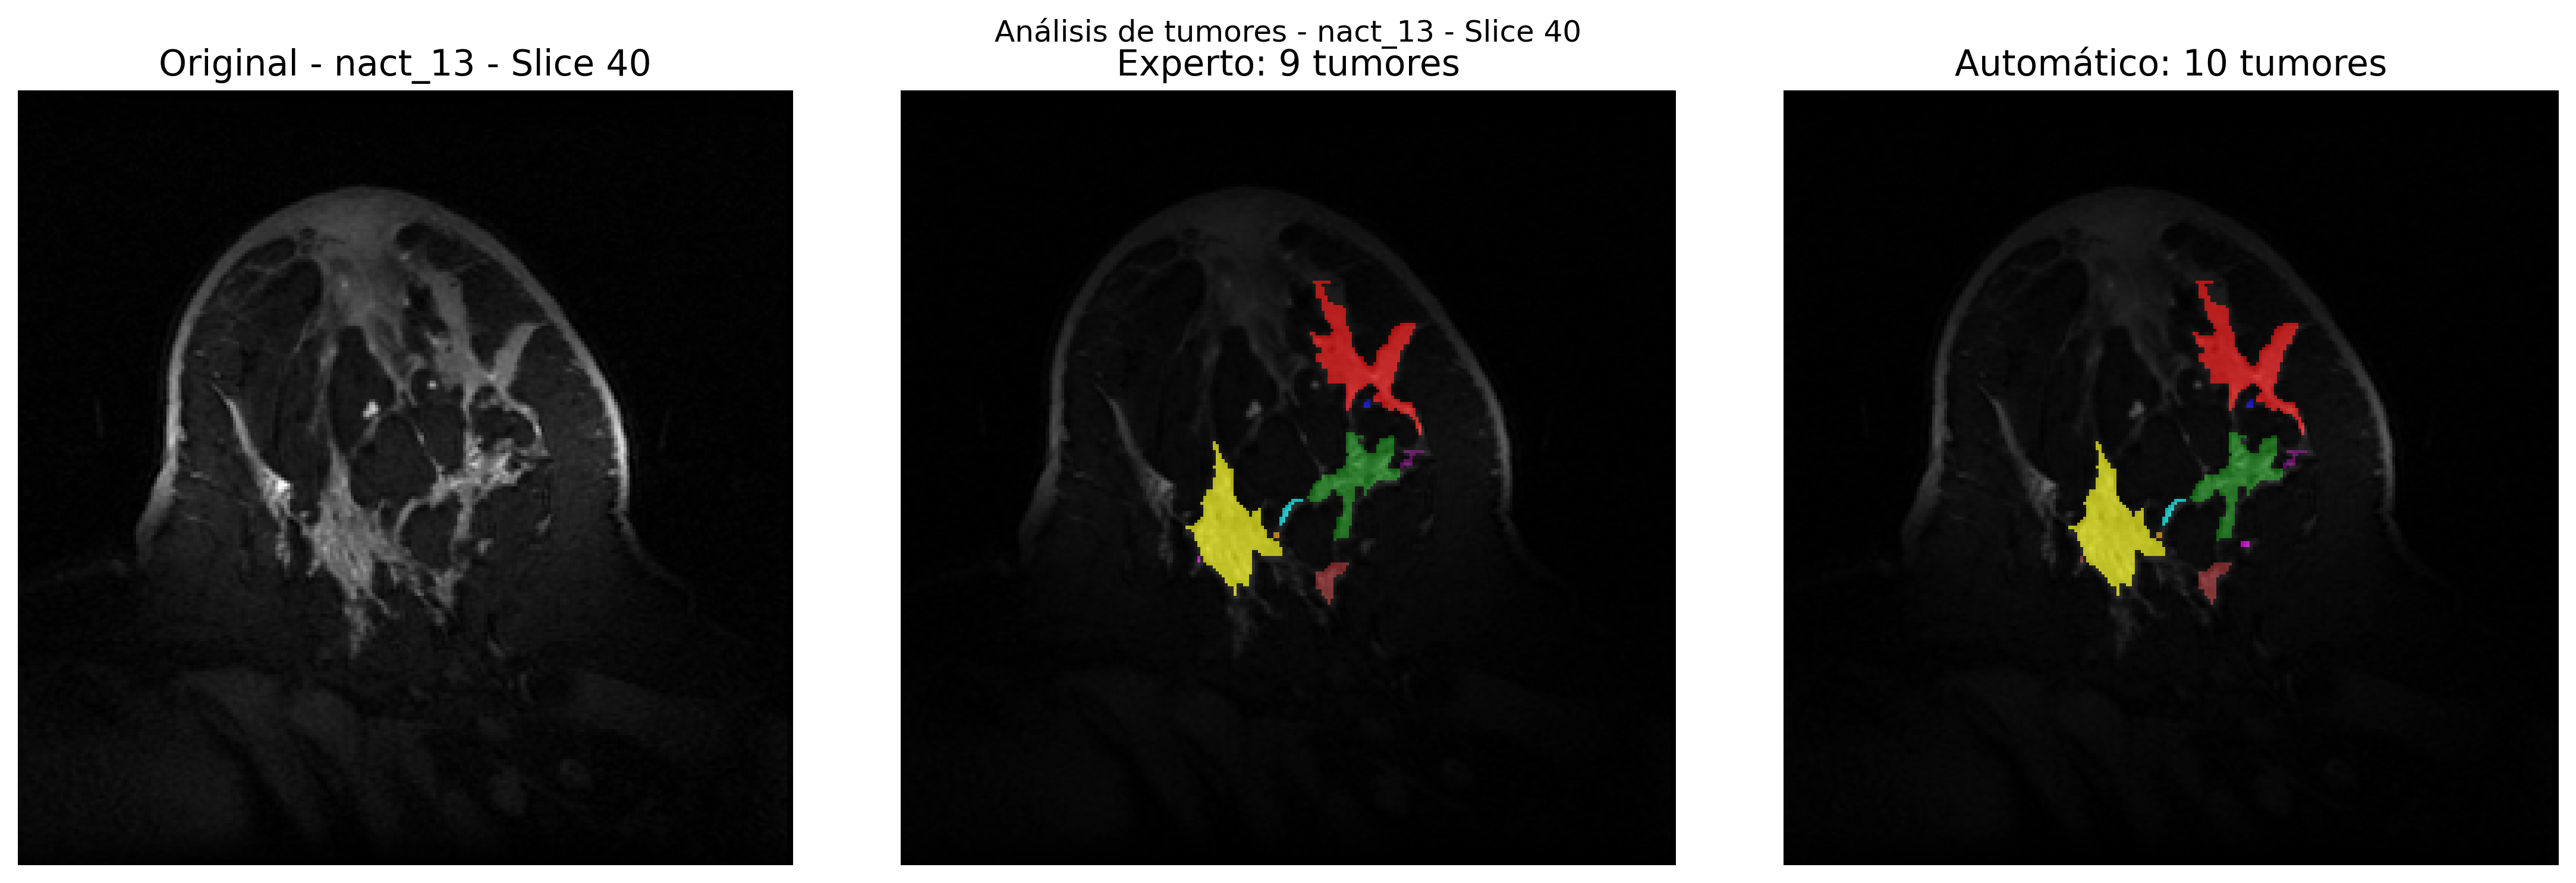 Análisis de tumores - nact_13 - Slice 40
Original - nact_13 - Slice 40
Experto: 9 tumores
Automático: 10 tumores